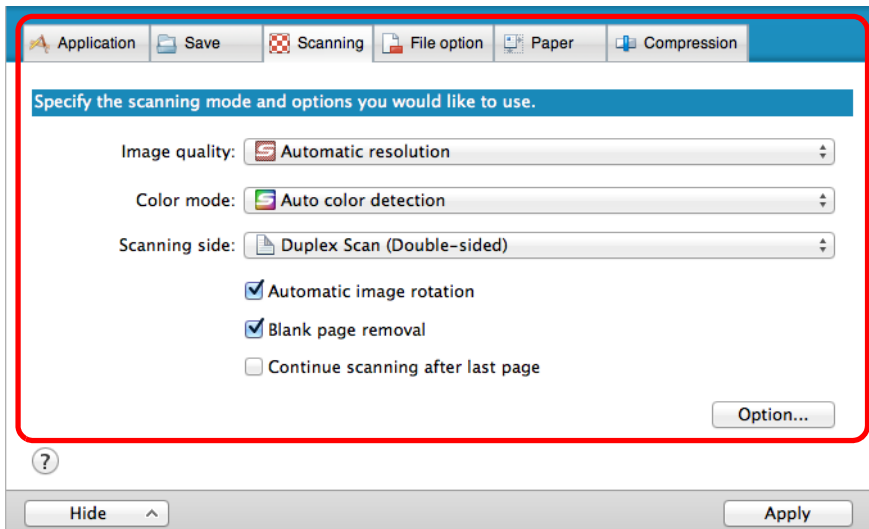 Application Save Scanning File option Paper Compression
Specify the scanning mode and options you would like to use.
Image quality: Automatic resolution
Color mode: Auto color detection
Scanning side: Duplex Scan (Double-sided)
Automatic image rotation
Blank page removal
Continue scanning after last page
Option...
?
Hide Apply